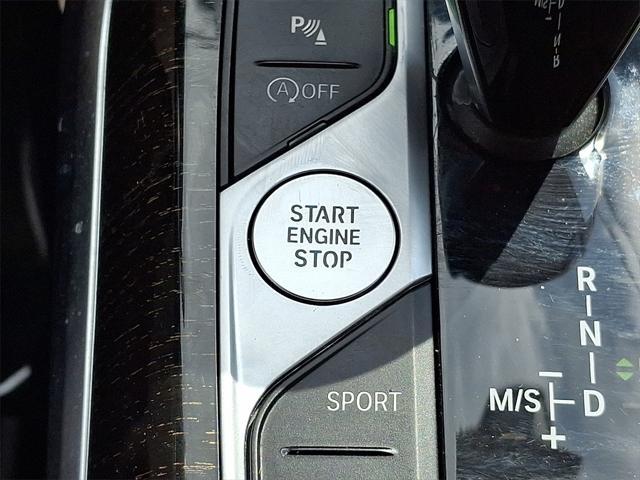 P
A OFF
START
ENGINE
STOP
SPORT
R
N
M/S D
+